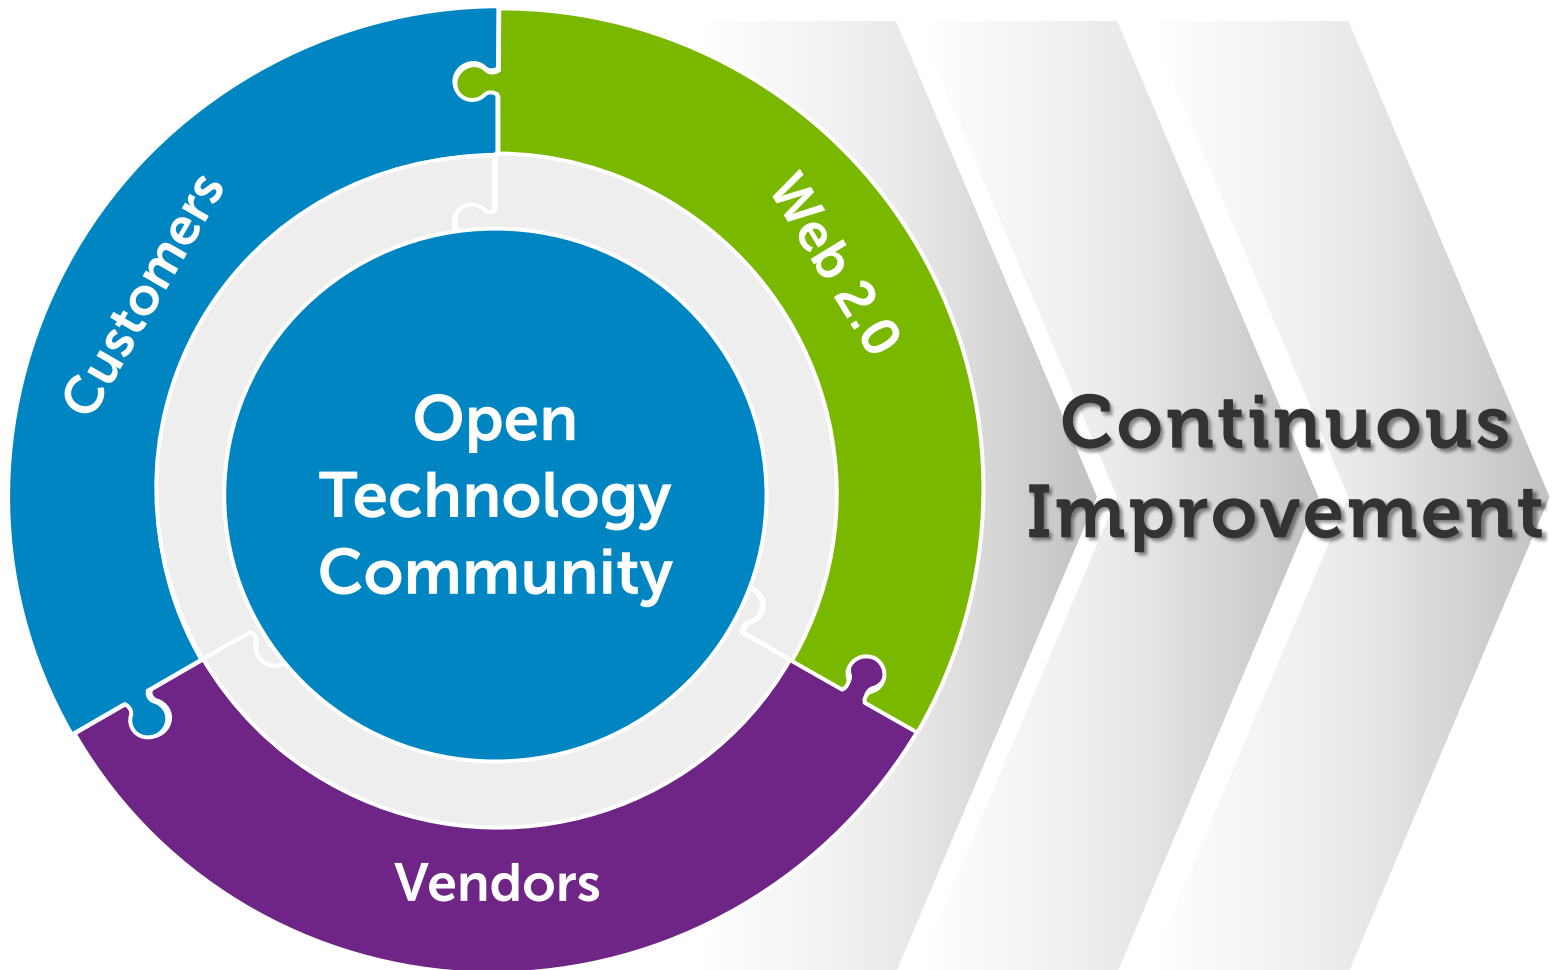 Customers
Web 2.0
Open
Technology
Community
Vendors
Continuous
Improvement